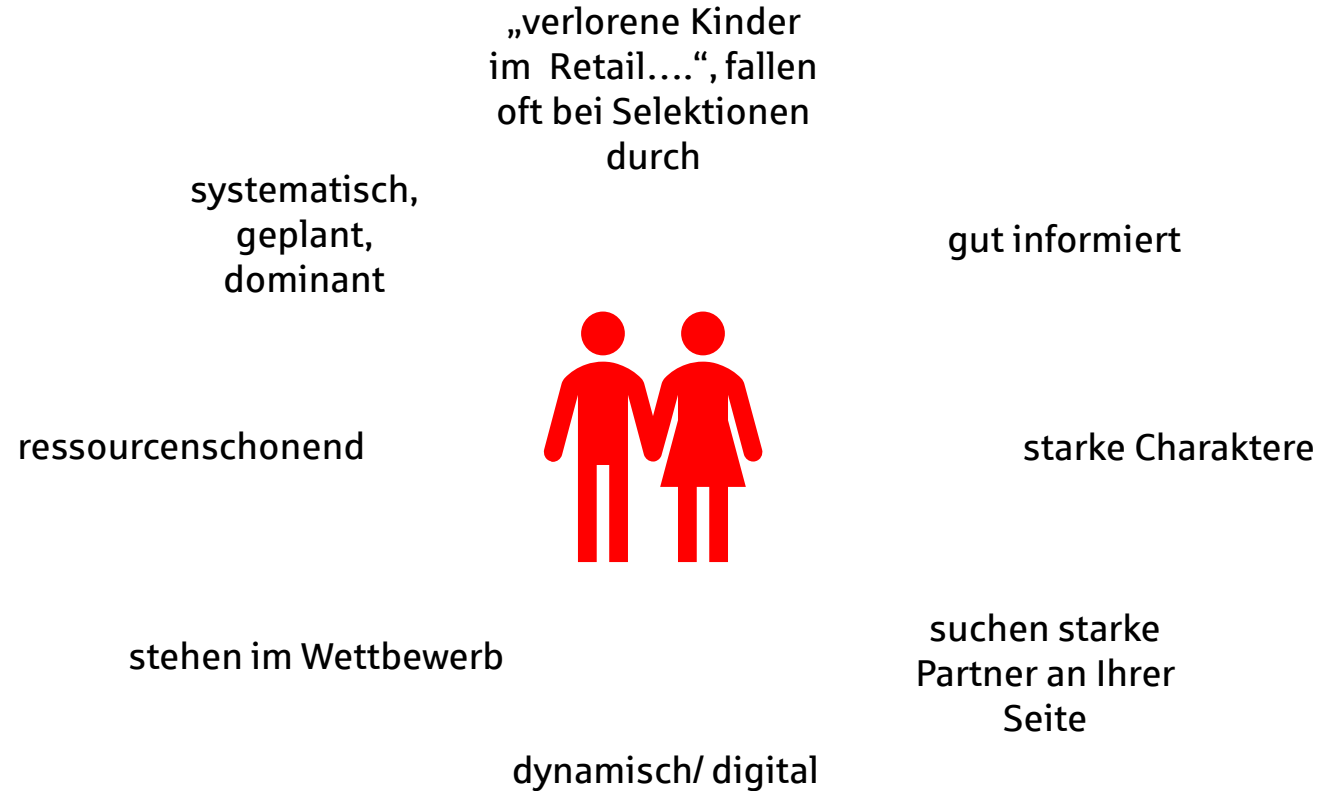 „verlorene Kinder
im Retail….“, fallen
oft bei Selektionen
durch
systematisch,
geplant,
dominant
gut informiert
ressourcenschonend
starke Charaktere
stehen im Wettbewerb
suchen starke
Partner an Ihrer
Seite
dynamisch/ digital